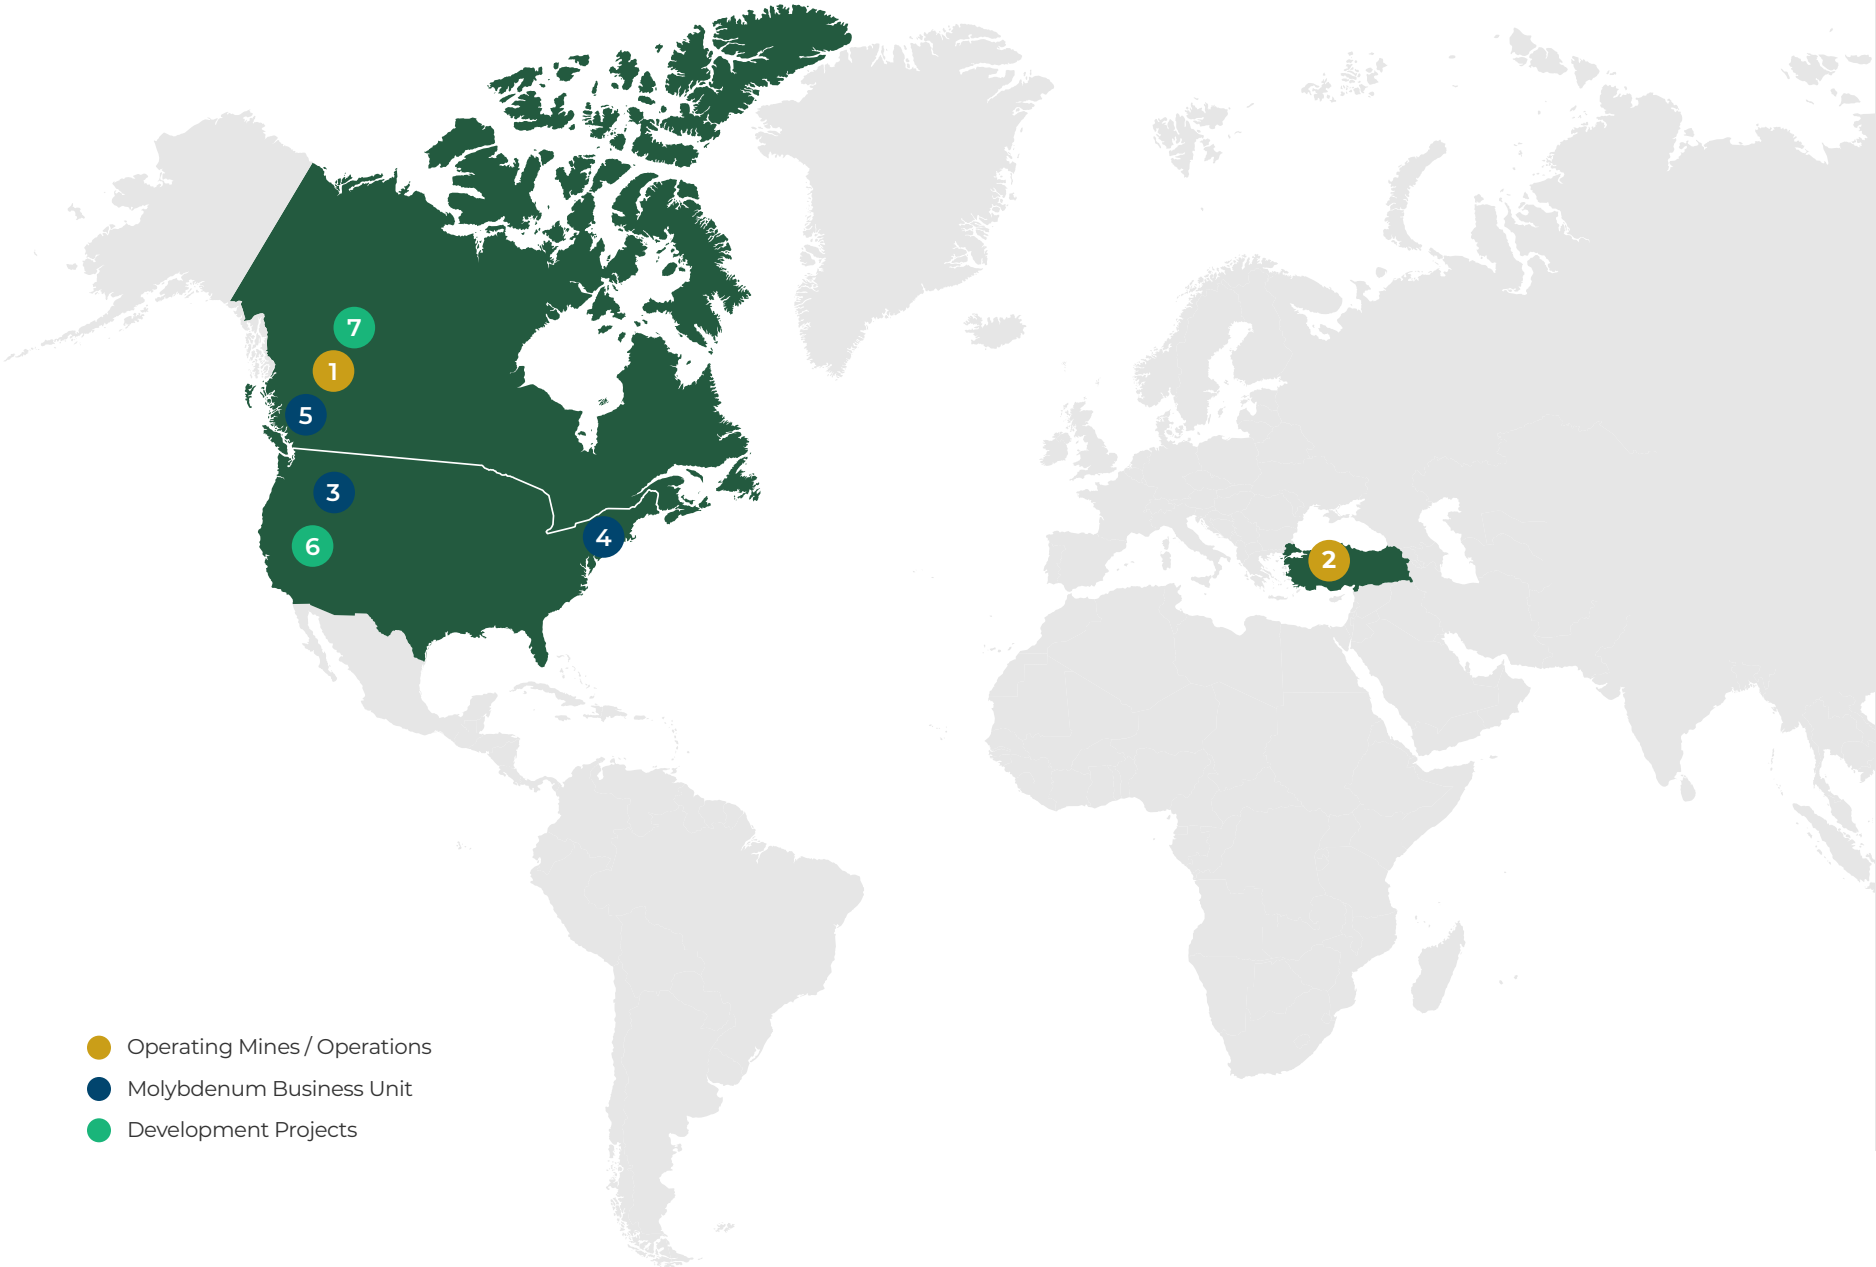 7
1
5
3
4
6
2
Operating Mines / Operations
Molybdenum Business Unit
Development Projects